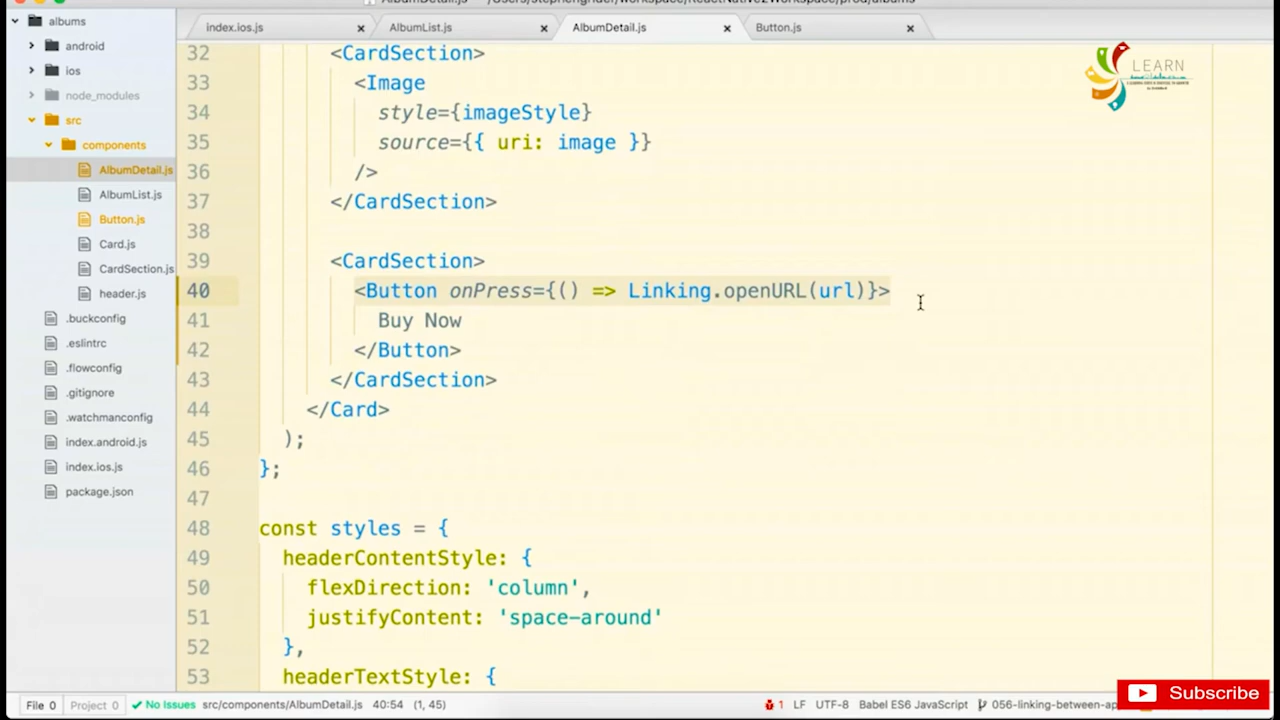 albums
android
ios
node_modules
src
components
AlbumDetail.js
AlbumList.js
Button.js
Card.js
CardSection.js
header.js
.buckconfig
.eslintrc
.flowconfig
.gitignore
.watchmanconfig
index.android.js
index.ios.js
package.json
index.ios.js
AlbumList.js
AlbumDetail.js
Button.js
LEARN
32 <CardSection>
33 <Image
34 style={imageStyle}
35 source={{ uri: image }}
36 />
37 </CardSection>
38
39 <CardSection>
40 <Button onPress={() => Linking.openURL(url)}>
41 Buy Now
42 </Button>
43 </CardSection>
44 </Card>
45 );
46 };
47
48 const styles = {
49 headerContentStyle: {
50 flexDirection: 'column',
51 justifyContent: 'space-around'
52 },
53 headerTextStyle: {
Subscribe
File 0 Project 0 No Issues src/components/AlbumDetail.js 40:54 (1, 45) 1 LF UTF-8 Babel ES6 JavaScript 056-linking-between-ap